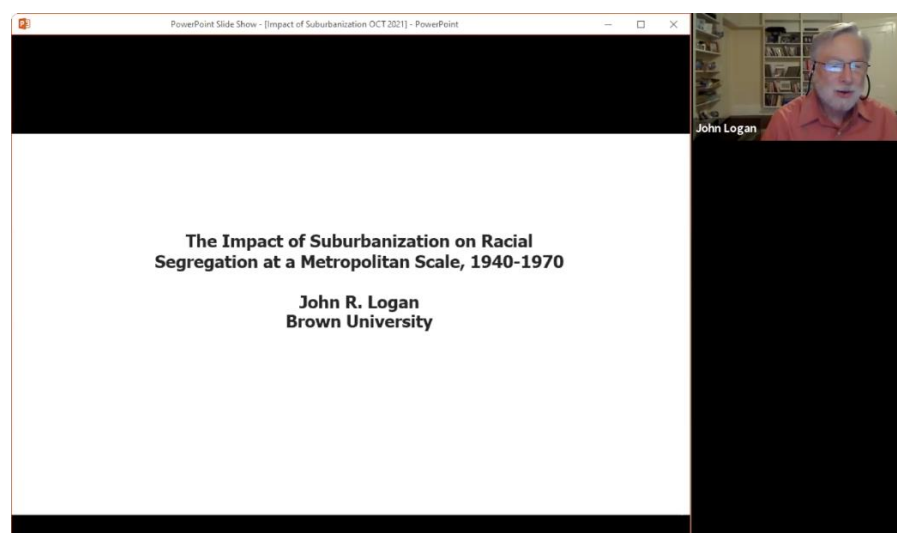 PowerPoint Slide Show - [Impact of Suburbanization OCT 2021] - PowerPoint
John Logan
The Impact of Suburbanization on Racial
Segregation at a Metropolitan Scale, 1940-1970
John R. Logan
Brown University